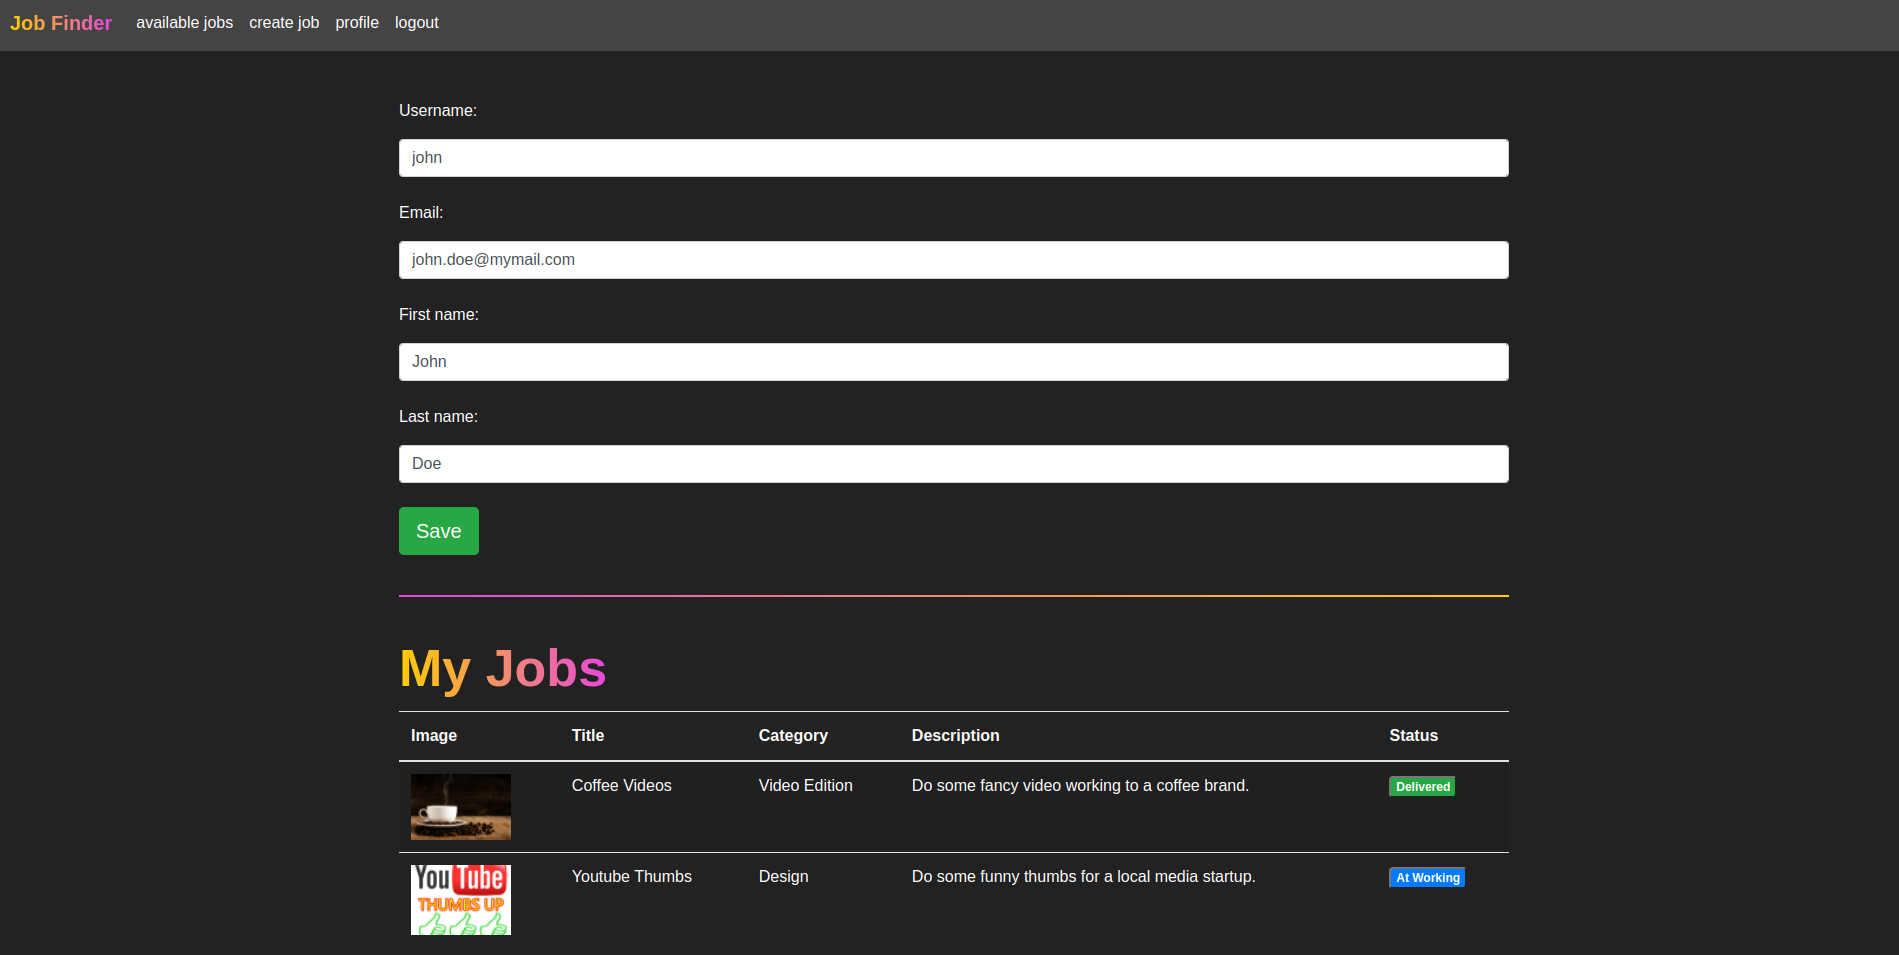 Job Finder available jobs create job profile logout
Username:
john
Email:
john.doe@mymail.com
First name:
John
Last name:
Doe
Save
My Jobs
Image Title Category Description Status
Coffee Videos Video Edition Do some fancy video working to a coffee brand. Delivered
YouTube
THUMBS UP
Youtube Thumbs Design Do some funny thumbs for a local media startup. At Working